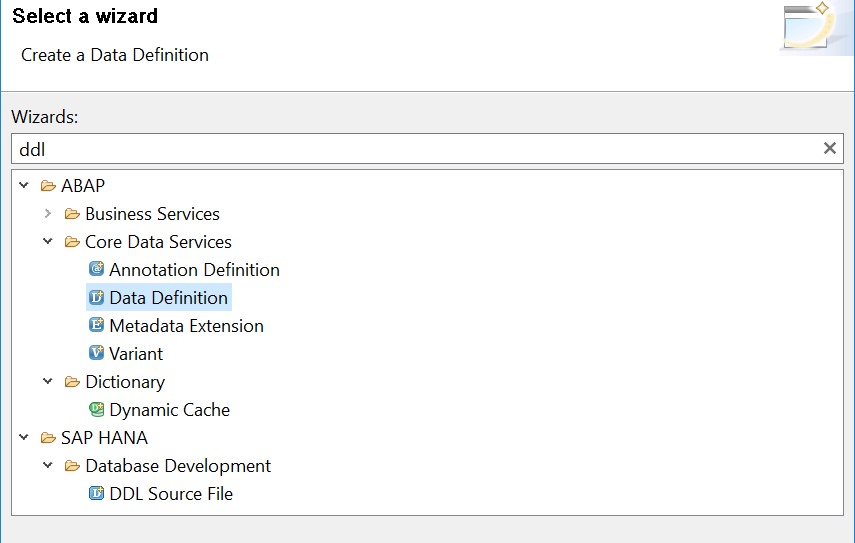 Select a wizard
Create a Data Definition
Wizards:
ddl
ABAP
Business Services
Core Data Services
Annotation Definition
Data Definition
Metadata Extension
Variant
Dictionary
Dynamic Cache
SAP HANA
Database Development
DDL Source File